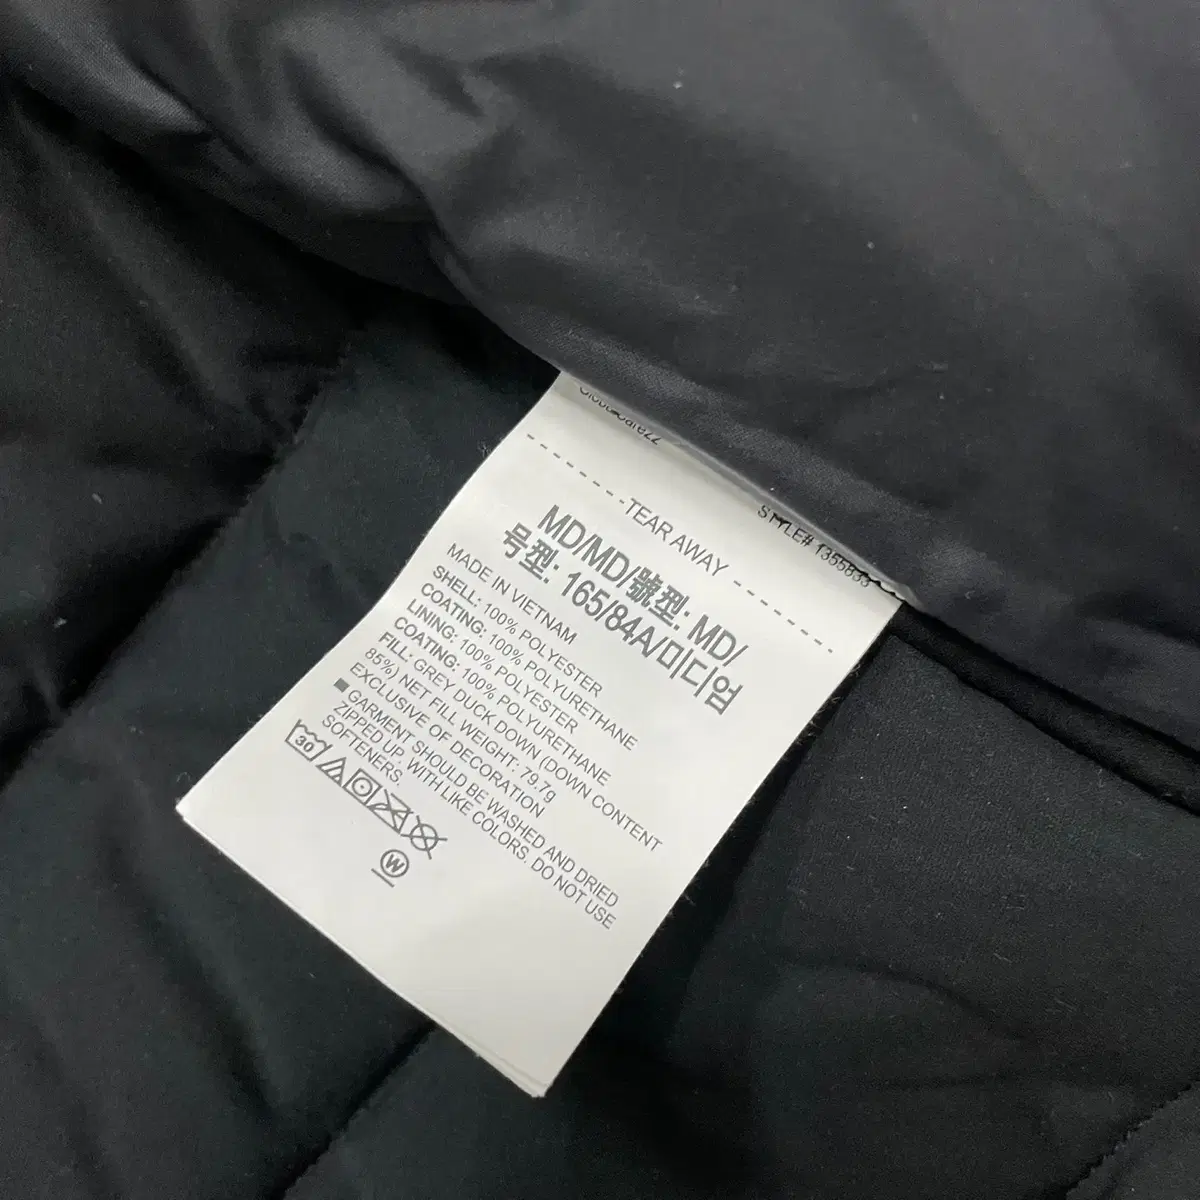 STYLE# 1355833
TEAR AWAY
MD/MD/號型: MD/
号型: 165/84A/미디엄
MADE IN VIETNAM
SHELL: 100% POLYESTER
COATING: 100% POLYURETHANE
LINING: 100% POLYESTER
COATING: 100% POLYURETHANE
FILL: GREY DUCK DOWN (DOWN CONTENT
85%) NET FILL WEIGHT: 79.7g
EXCLUSIVE OF DECORATION
■ GARMENT SHOULD BE WASHED AND DRIED
ZIPPED UP. WITH LIKE COLORS. DO NOT USE
SOFTENERS.
30
W